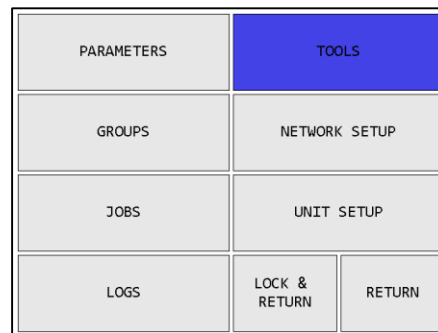 PARAMETERS
TOOLS
GROUPS
NETWORK SETUP
JOBS
UNIT SETUP
LOGS
LOCK &
RETURN
RETURN